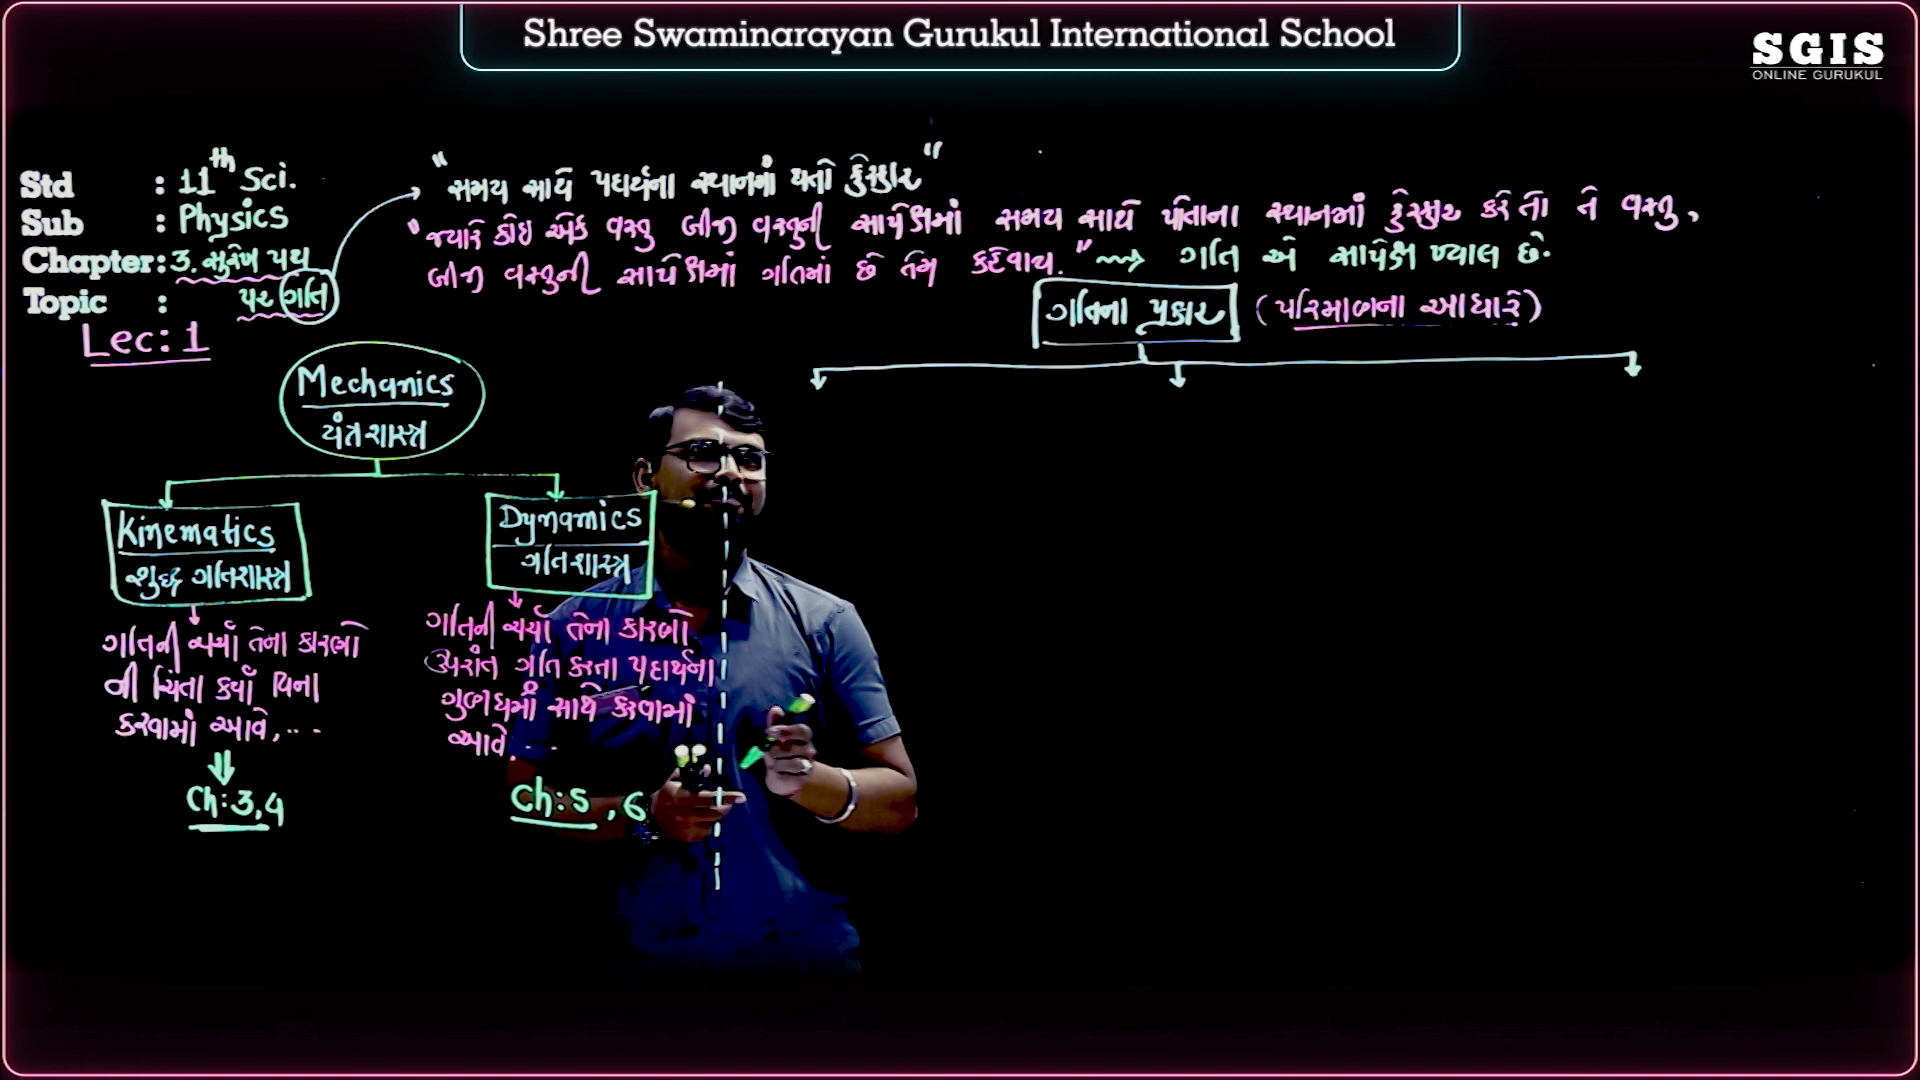 Shree Swaminarayan Gurukul International School
SGIS
ONLINE GURUKUL
Std : 11th Sci.
Sub : Physics
Chapter : 3. સુરેખ પથ
Topic : પર ગતિ
Lec : 1
"સમય સાથે પદાર્થના સ્થાનમાં થતો ફેરફાર"
"જ્યારે કોઇ એક વસ્તુ બીજી વસ્તુની સાપેક્ષમાં સમય સાથે પોતાના સ્થાનમાં ફેરફાર કરે તો તે વસ્તુ,
બીજી વસ્તુની સાપેક્ષમાં ગતિમાં છે તેમ કહેવાય." ⇝ ગતિ એ સાપેક્ષ ખ્યાલ છે.
ગતિના પ્રકાર (પરિમાણના આધારે)
Mechanics
યંત્રશાસ્ત્ર
Kinematics
શુદ્ધ ગતિશાસ્ત્ર
ગતિની ચર્ચા તેના કારણો
ની ચિંતા કર્યા વિના
કરવામાં આવે, ...
Ch: 3,4
Dynamics
ગતિશાસ્ત્ર
ગતિની ચર્ચા તેના કારણો
ઉપરાંત ગતિ કરતા પદાર્થના
ગુણધર્મો સાથે કરવામાં
આવે. ...
Ch: 5, 6